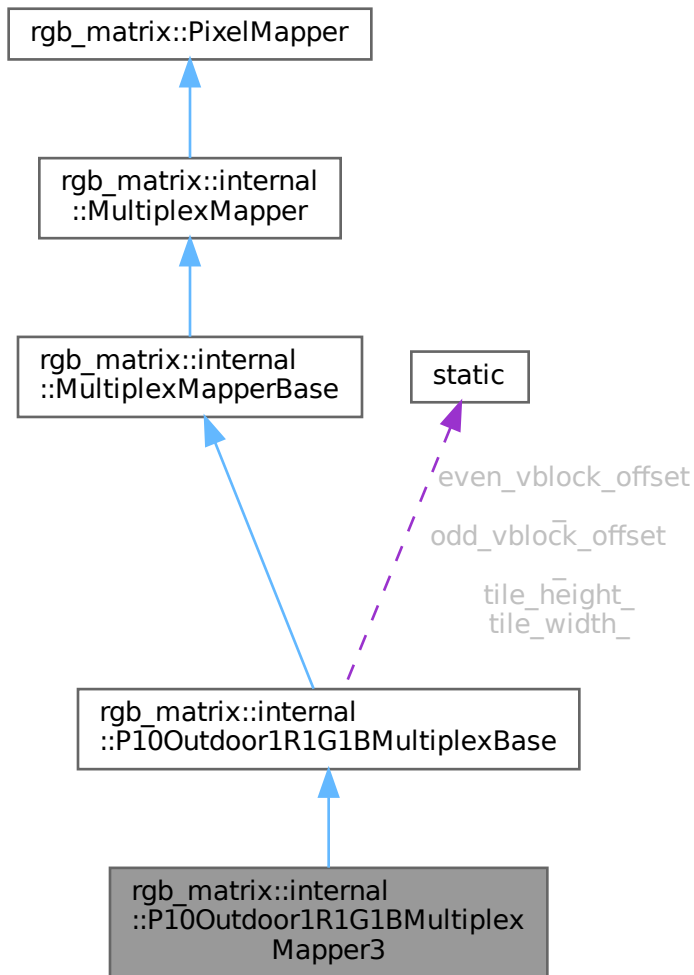 rgb_matrix::PixelMapper
rgb_matrix::internal
::MultiplexMapper
rgb_matrix::internal
::MultiplexMapperBase
static
even_vblock_offset
_
odd_vblock_offset
_
tile_height_
tile_width_
rgb_matrix::internal
::P10Outdoor1R1G1BMultiplexBase
rgb_matrix::internal
::P10Outdoor1R1G1BMultiplex
Mapper3